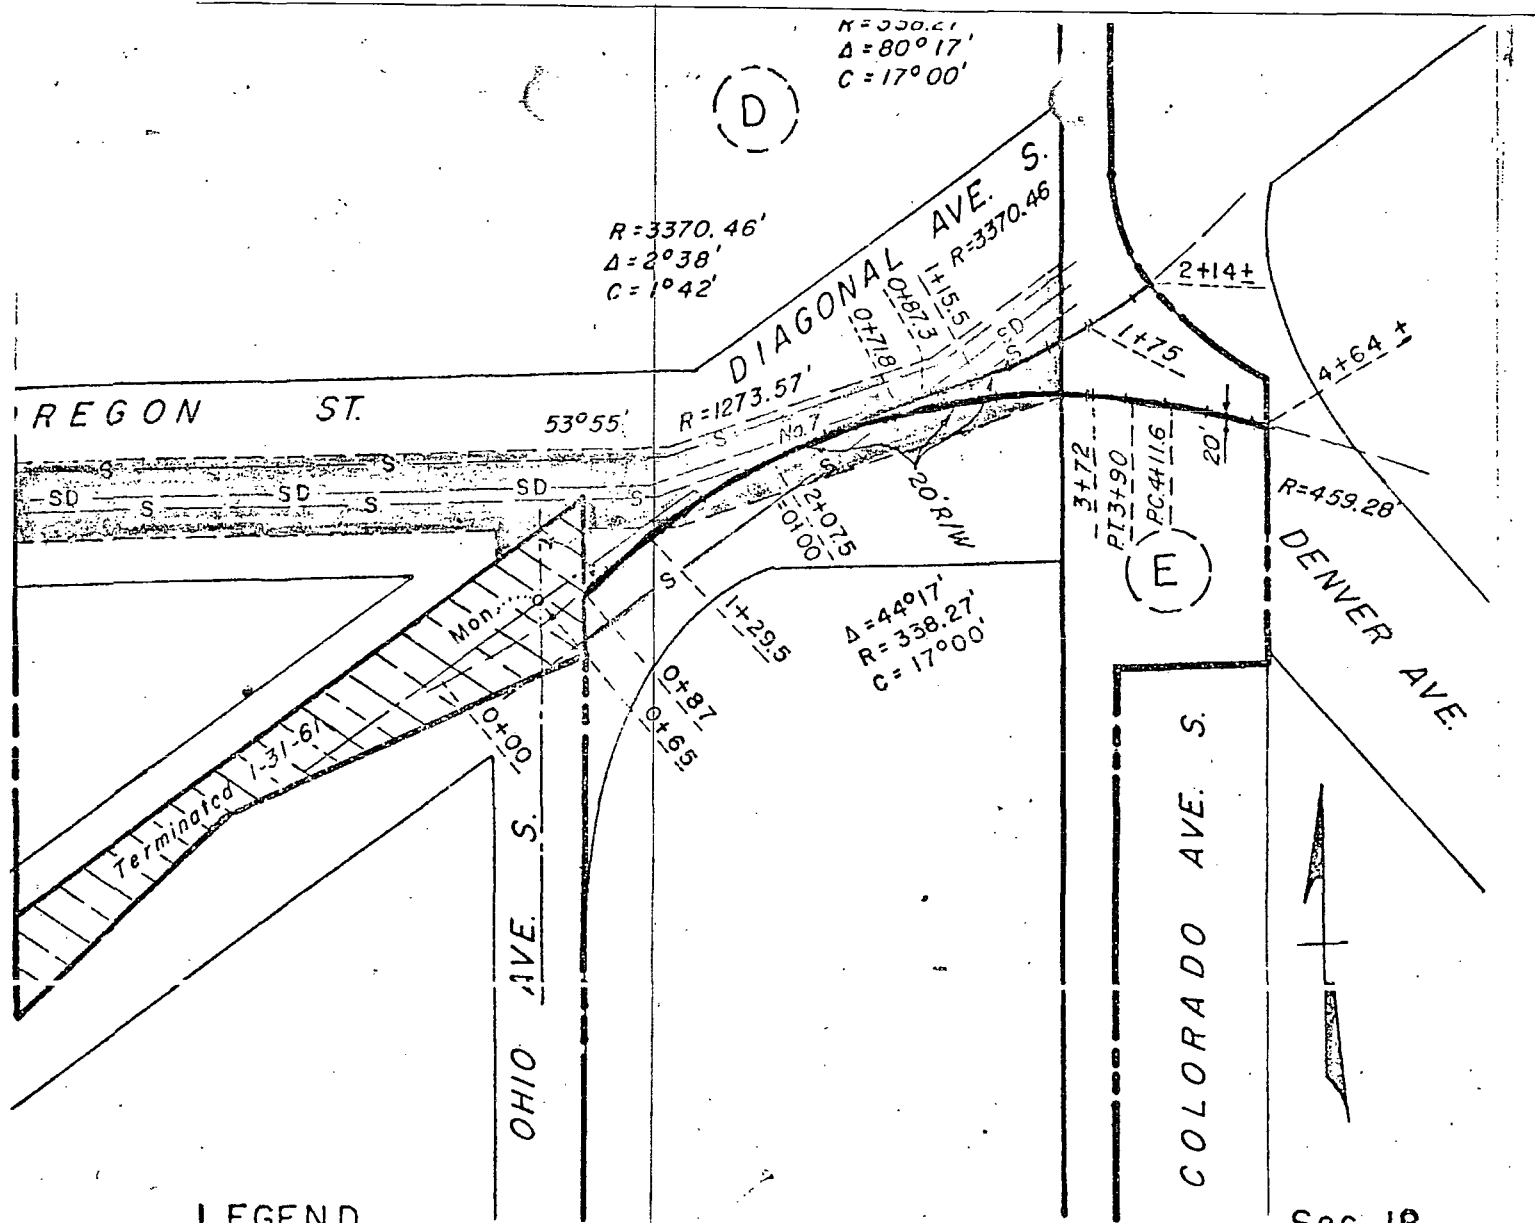 R=338.27'
Δ=80°17'
C=17°00'
D
R=3370.46'
Δ=2°38'
C=1°42'
DIAGONAL AVE. S.
R=3370.46
1+15.5
0+87.3
0+71.8
2+14±
1+75
4+64 ±
REGON ST.
53°55'
R=1273.57'
No.7
S
S
S
SD
SD
SD
S
S
S
S
SD
S
S
2+07.5
=0+00
20' R/W
3+72
P.T.3+90
P.C.4+11.6
20'
R=459.28'
DENVER AVE.
E
Δ=44°17'
R=338.27'
C=17°00'
Mon.
1+29.5
0+87
0+65
0+00
Terminated 1-31-61
OHIO AVE. S.
COLORADO AVE. S.
LEGEND
Sec. 18